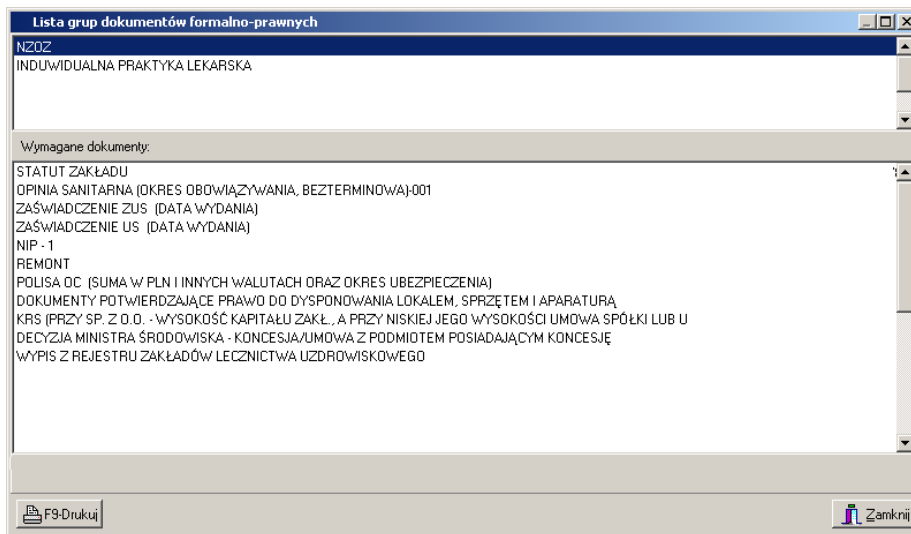 Lista grup dokumentów formalno-prawnych
NZOZ
INDUWIDUALNA PRAKTYKA LEKARSKA
Wymagane dokumenty:
STATUT ZAKŁADU
OPINIA SANITARNA (OKRES OBOWIĄZYWANIA, BEZTERMINOWA)-001
ZAŚWIADCZENIE ZUS (DATA WYDANIA)
ZAŚWIADCZENIE US (DATA WYDANIA)
NIP - 1
REMONT
POLISA OC (SUMA W PLN I INNYCH WALUTACH ORAZ OKRES UBEZPIECZENIA)
DOKUMENTY POTWIERDZAJĄCE PRAWO DO DYSPONOWANIA LOKALEM, SPRZĘTEM I APARATURĄ
KRS (PRZY SP. Z O.O. - WYSOKOŚĆ KAPITAŁU ZAKŁ., A PRZY NISKIEJ JEGO WYSOKOŚCI UMOWA SPÓŁKI LUB U
DECYZJA MINISTRA ŚRODOWISKA - KONCESJA/UMOWA Z PODMIOTEM POSIADAJĄCYM KONCESJĘ
WYPIS Z REJESTRU ZAKŁADÓW LECZNICTWA UZDROWISKOWEGO
F9-Drukuj
Zamknij